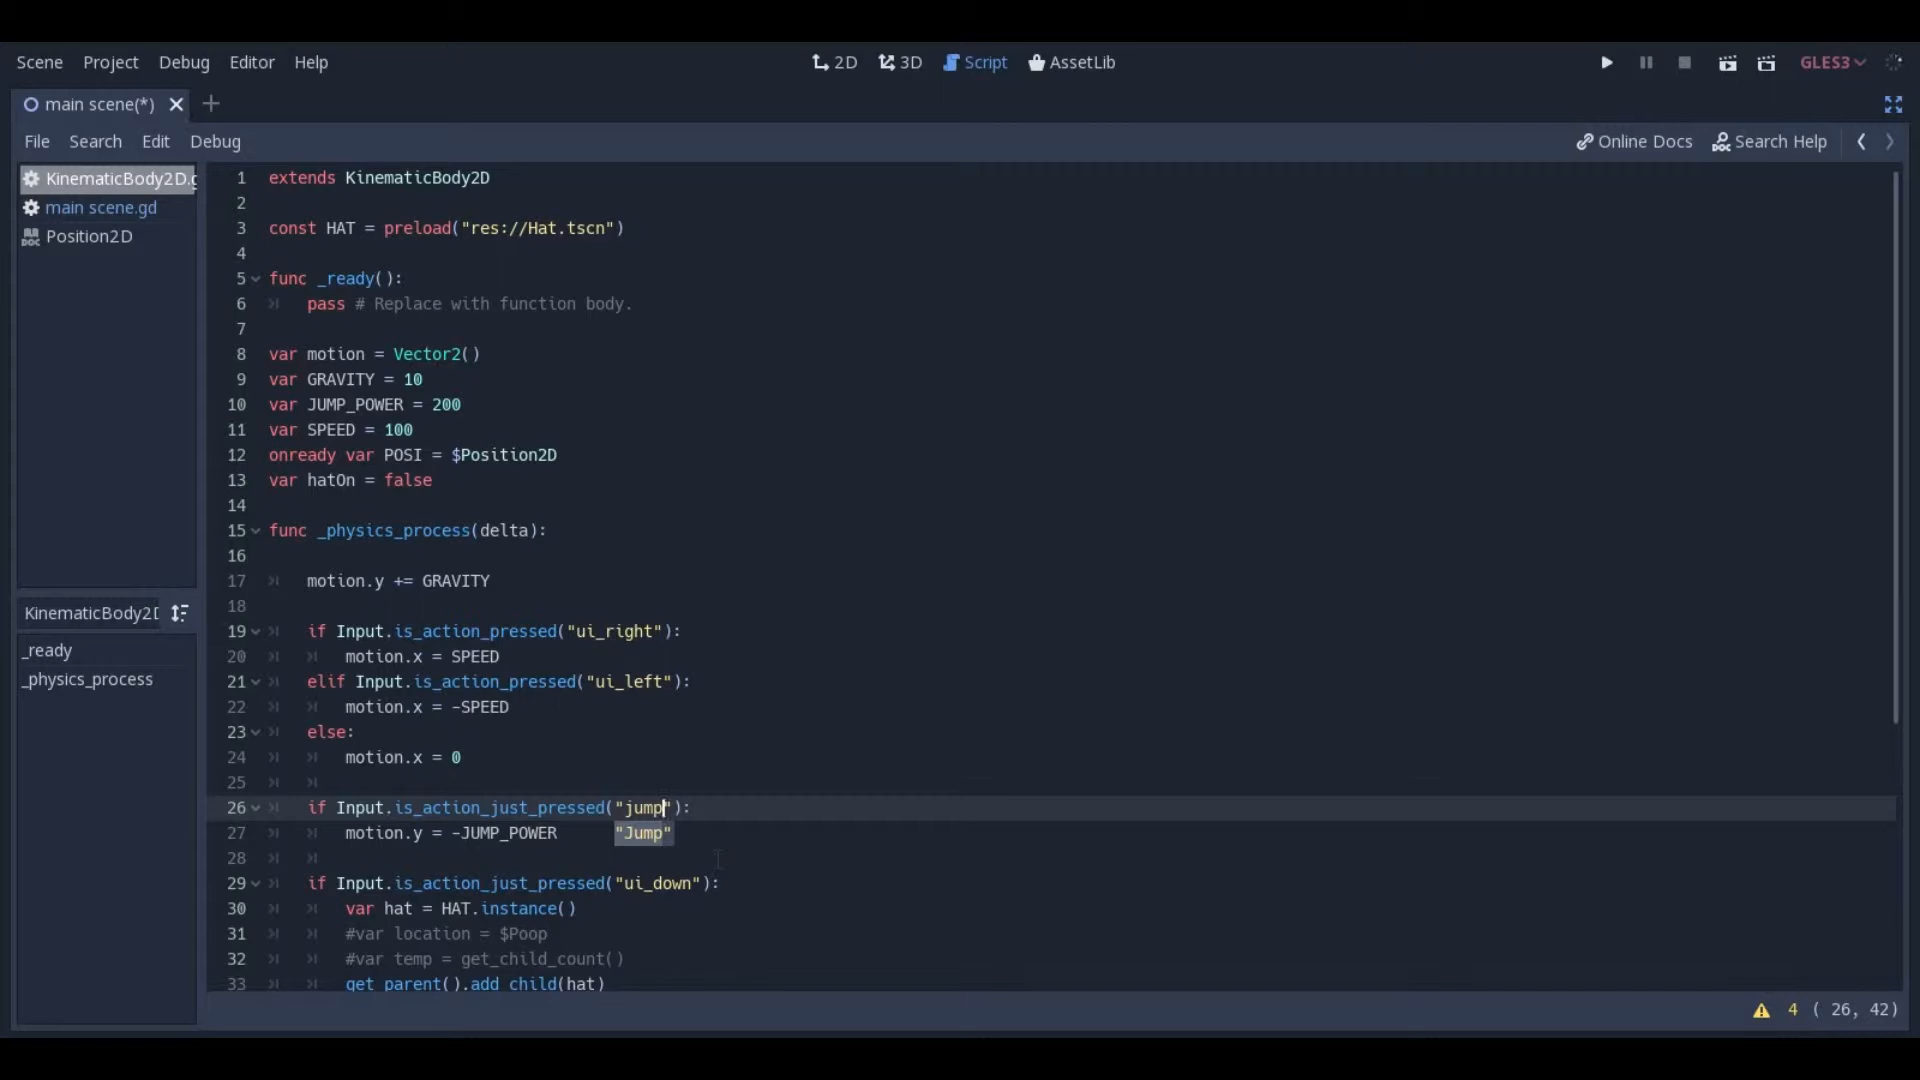 Scene Project Debug Editor Help 2D 3D Script AssetLib GLES3
main scene(*)
File Search Edit Debug Online Docs Search Help
KinematicBody2D.g
main scene.gd
Position2D
KinematicBody2D
_ready
_physics_process
1 extends KinematicBody2D
2
3 const HAT = preload("res://Hat.tscn")
4
5 func _ready():
6 pass # Replace with function body.
7
8 var motion = Vector2()
9 var GRAVITY = 10
10 var JUMP_POWER = 200
11 var SPEED = 100
12 onready var POSI = $Position2D
13 var hatOn = false
14
15 func _physics_process(delta):
16
17 motion.y += GRAVITY
18
19 if Input.is_action_pressed("ui_right"):
20 motion.x = SPEED
21 elif Input.is_action_pressed("ui_left"):
22 motion.x = -SPEED
23 else:
24 motion.x = 0
25
26 if Input.is_action_just_pressed("jump"):
27 motion.y = -JUMP_POWER "Jump"
28
29 if Input.is_action_just_pressed("ui_down"):
30 var hat = HAT.instance()
31 #var location = $Poop
32 #var temp = get_child_count()
33 get_parent().add_child(hat)
4 ( 26, 42)